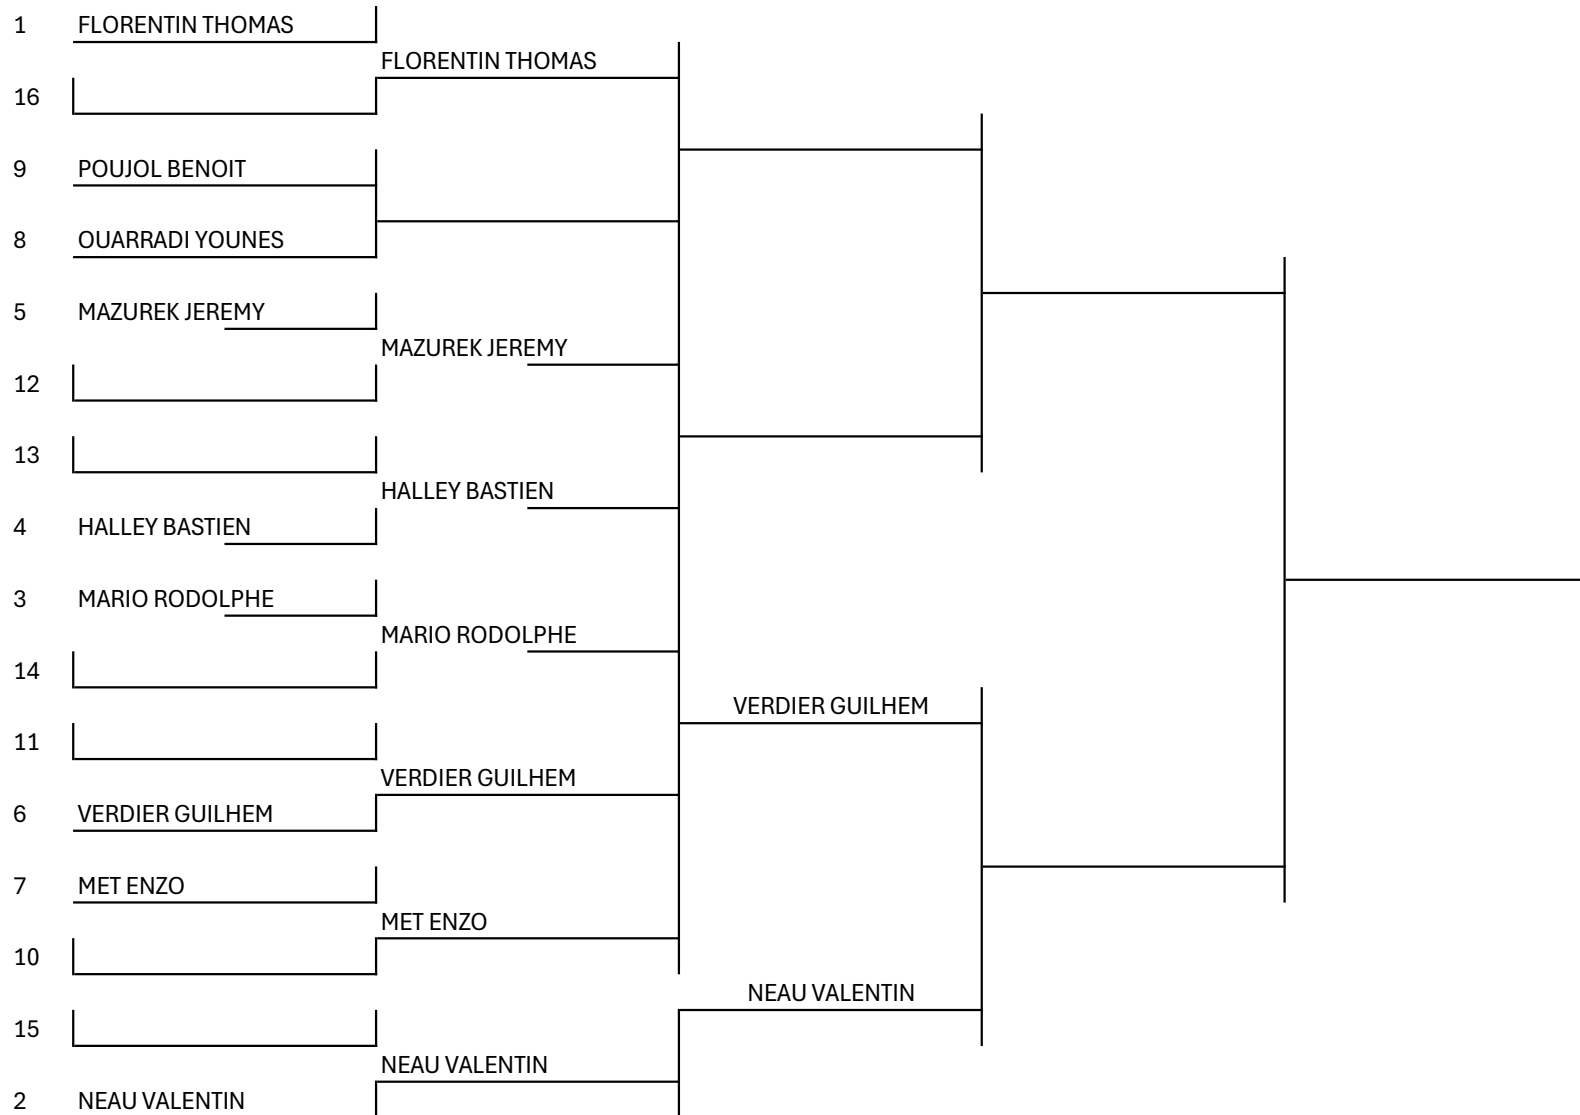 1 FLORENTIN THOMAS
FLORENTIN THOMAS
16
9 POUJOL BENOIT
8 OUARRADI YOUNES
5 MAZUREK JEREMY
MAZUREK JEREMY
12
13
HALLEY BASTIEN
4 HALLEY BASTIEN
3 MARIO RODOLPHE
MARIO RODOLPHE
14
VERDIER GUILHEM
11
VERDIER GUILHEM
6 VERDIER GUILHEM
7 MET ENZO
MET ENZO
10
NEAU VALENTIN
15
NEAU VALENTIN
2 NEAU VALENTIN